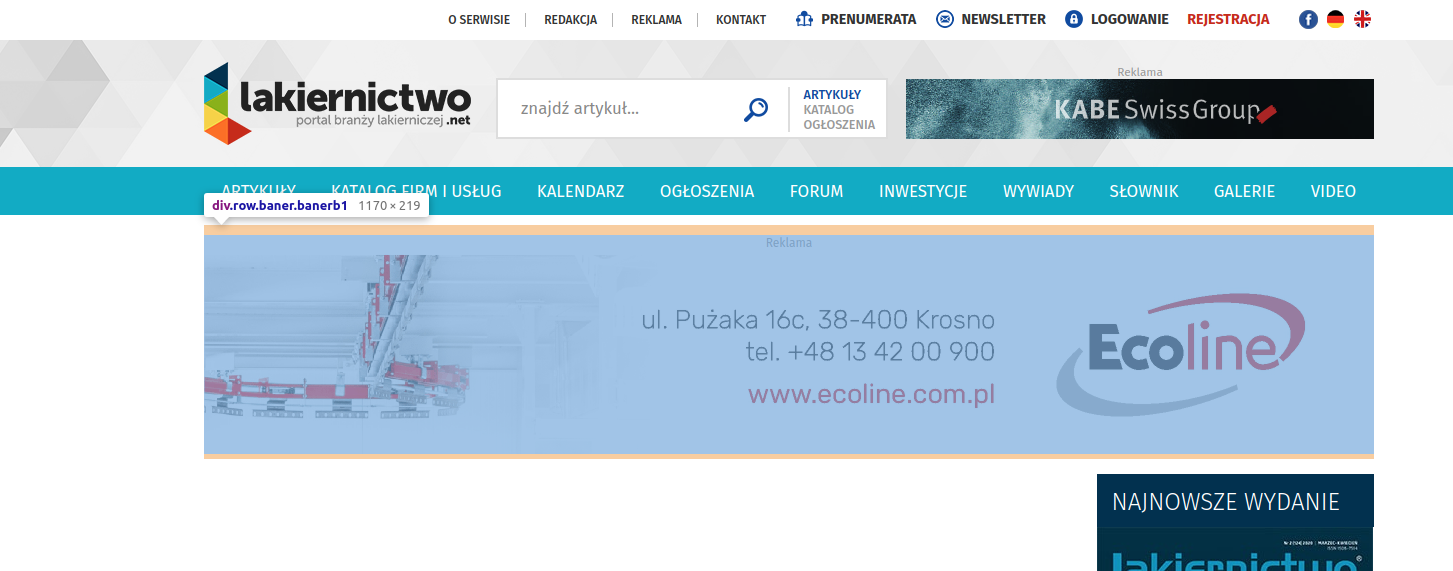 O SERWISIE REDAKCJA REKLAMA KONTAKT PRENUMERATA NEWSLETTER LOGOWANIE REJESTRACJA
lakiernictwo
portal branży lakierniczej .net
znajdź artykuł...
ARTYKUŁY
KATALOG
OGŁOSZENIA
Reklama
KABE SwissGroup
ARTYKUŁY KATALOG FIRM I USŁUG KALENDARZ OGŁOSZENIA FORUM INWESTYCJE WYWIADY SŁOWNIK GALERIE VIDEO
div.row.baner.banerb1 1170 × 219
Reklama
ul. Pużaka 16c, 38-400 Krosno
tel. +48 13 42 00 900
www.ecoline.com.pl
Ecoline
NAJNOWSZE WYDANIE
lakiernictwo